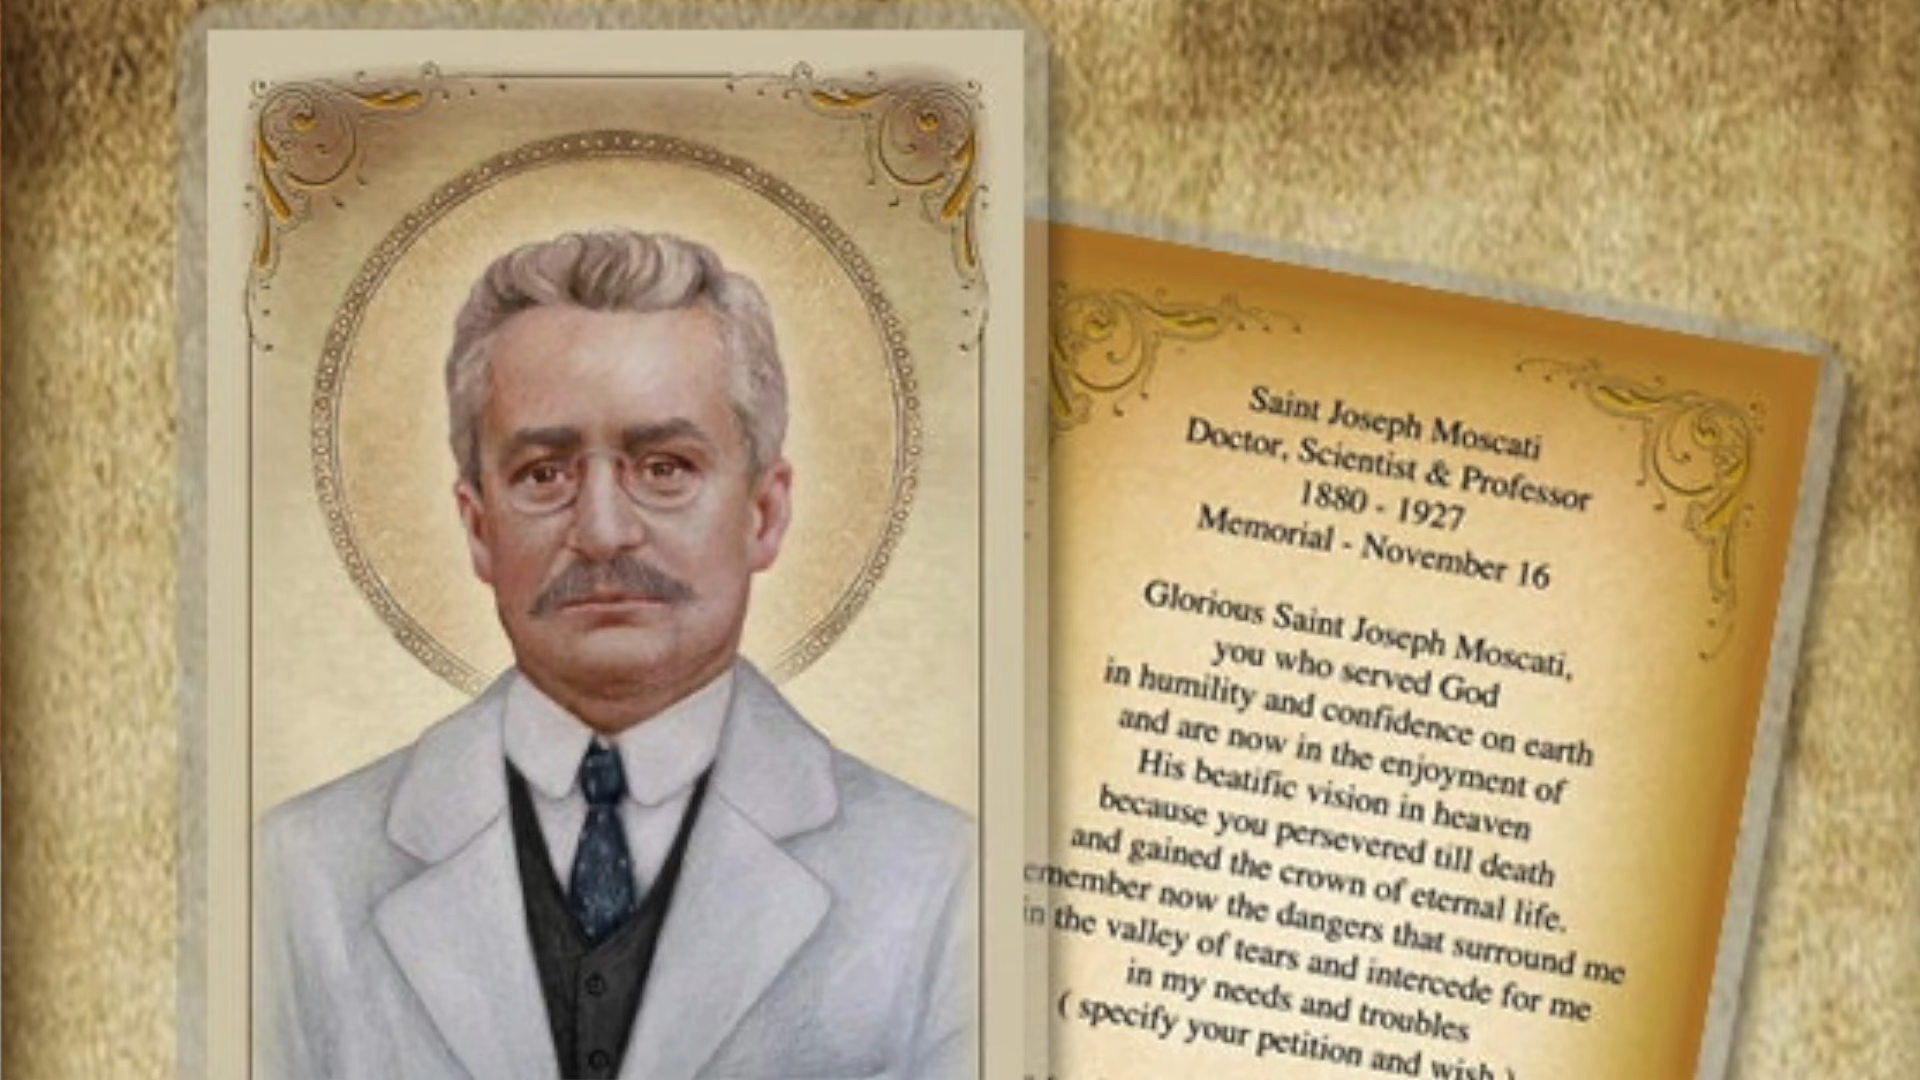 Saint Joseph Moscati
Doctor, Scientist & Professor
1880 - 1927
Memorial - November 16
Glorious Saint Joseph Moscati,
you who served God
in humility and confidence on earth
and are now in the enjoyment of
His beatific vision in heaven
because you persevered till death
and gained the crown of eternal life.
emember now the dangers that surround me
in the valley of tears and intercede for me
in my needs and troubles
( specify your petition and wish )